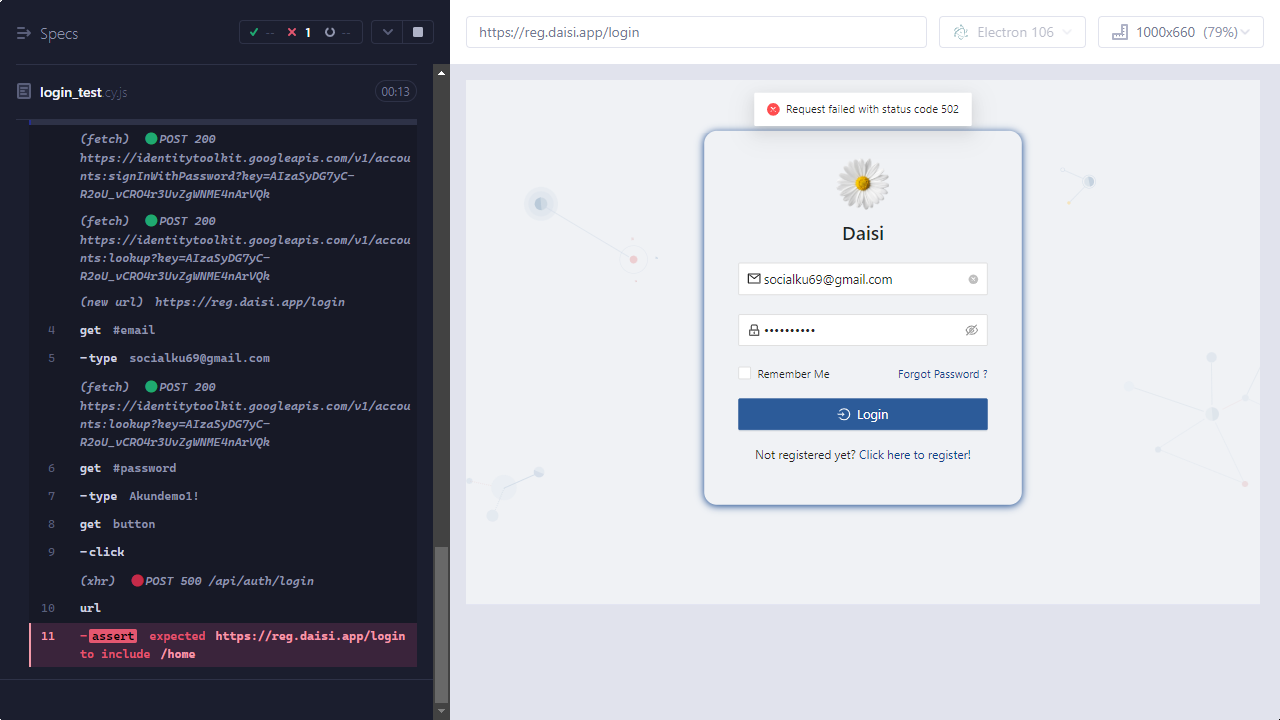 Specs
-- 1 --
login_test.cy.js 00:13
(fetch) POST 200
https://identitytoolkit.googleapis.com/v1/accou
nts:signInWithPassword?key=AIzaSyDG7yC-
R2oU_vCRO4r3UvZgWNME4nArVQk
(fetch) POST 200
https://identitytoolkit.googleapis.com/v1/accou
nts:lookup?key=AIzaSyDG7yC-
R2oU_vCRO4r3UvZgWNME4nArVQk
(new url) https://reg.daisi.app/login
4 get #email
5 -type socialku69@gmail.com
(fetch) POST 200
https://identitytoolkit.googleapis.com/v1/accou
nts:lookup?key=AIzaSyDG7yC-
R2oU_vCRO4r3UvZgWNME4nArVQk
6 get #password
7 -type Akundemo1!
8 get button
9 -click
(xhr) POST 500 /api/auth/login
10 url
11 -assert expected https://reg.daisi.app/login
to include /home
https://reg.daisi.app/login
Electron 106
1000x660 (79%)
Request failed with status code 502
Daisi
socialku69@gmail.com
••••••••••
Remember Me Forgot Password ?
Login
Not registered yet? Click here to register!